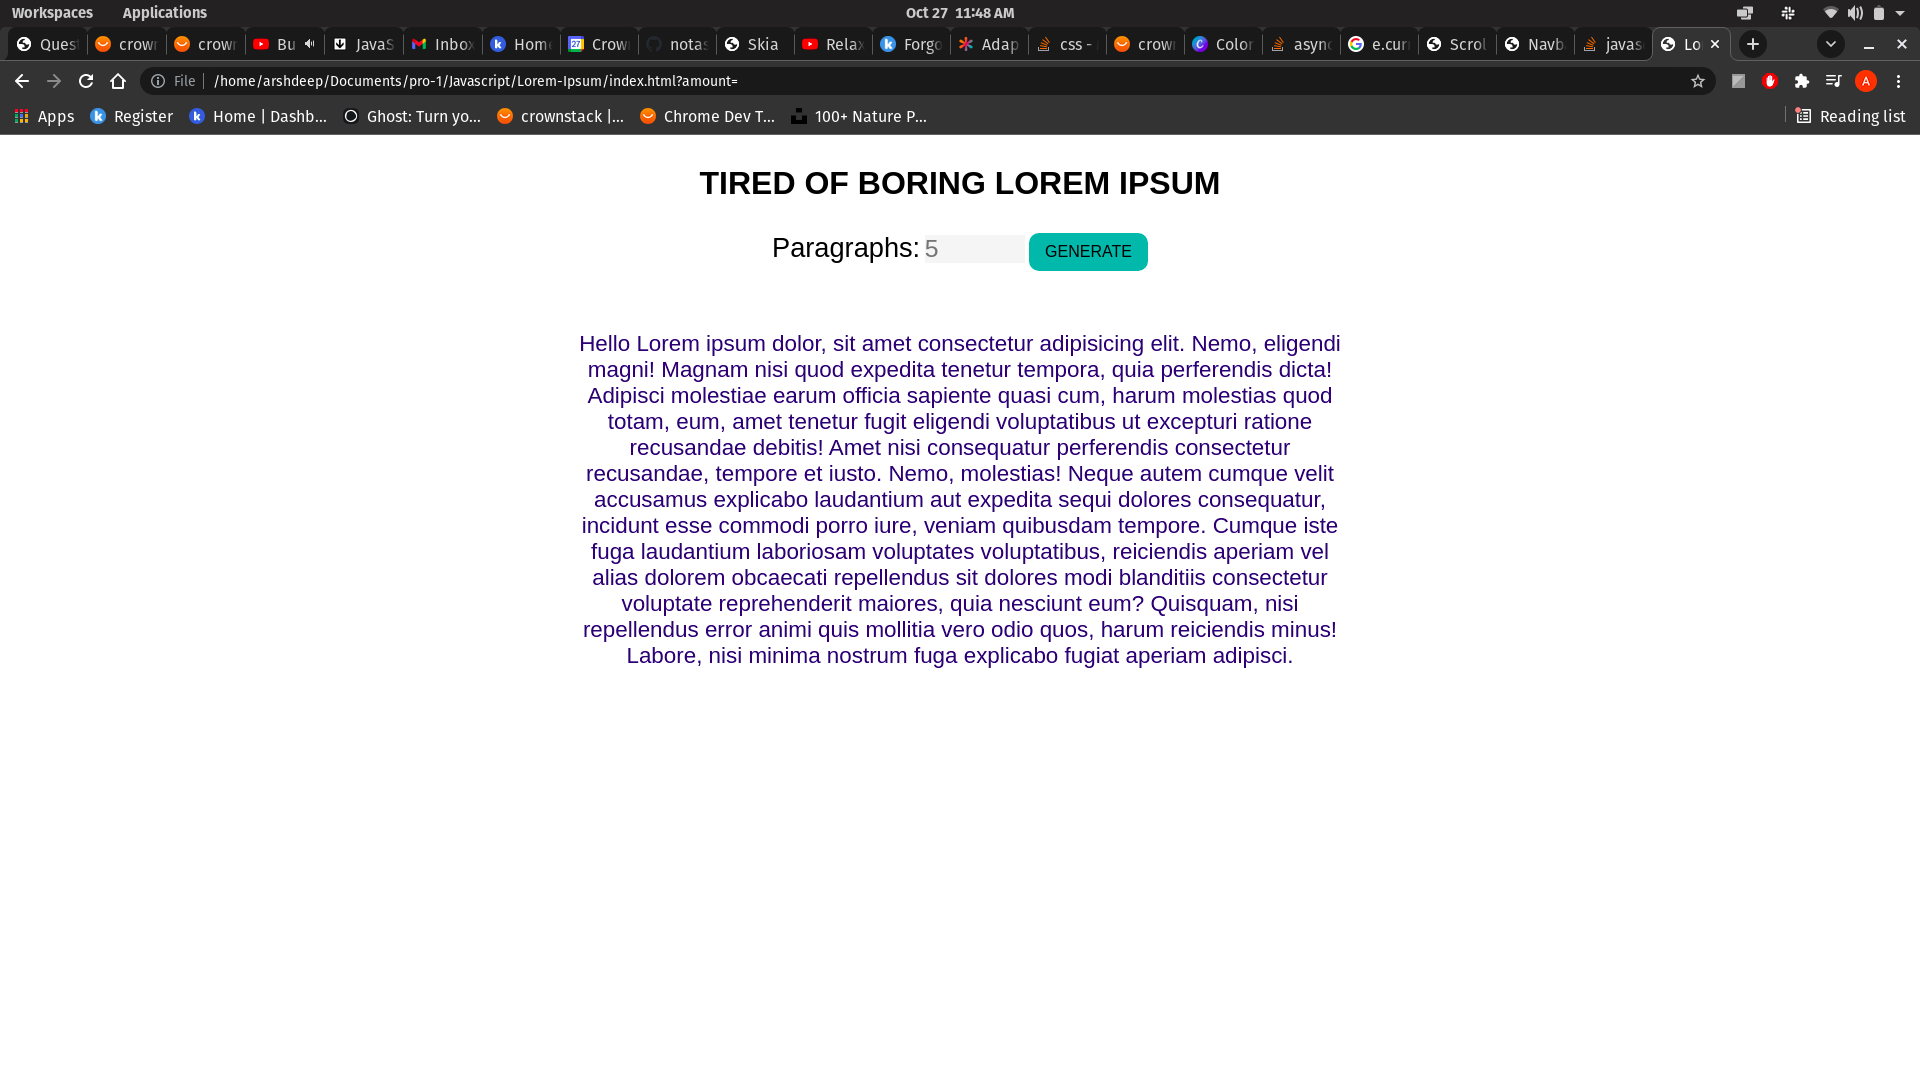 Workspaces Applications Oct 27 11:48 AM
Ques crow crow Bu JavaS Inbo Home Crow notas Skia Rela Forgo Adap css - crow Color asyn e.cur Scrol Navb javas Lo
File /home/arshdeep/Documents/pro-1/Javascript/Lorem-Ipsum/index.html?amount= A
Apps Register Home | Dashb... Ghost: Turn yo... crownstack |... Chrome Dev T... 100+ Nature P... Reading list
TIRED OF BORING LOREM IPSUM
Paragraphs: 5 GENERATE
Hello Lorem ipsum dolor, sit amet consectetur adipisicing elit. Nemo, eligendi
magni! Magnam nisi quod expedita tenetur tempora, quia perferendis dicta!
Adipisci molestiae earum officia sapiente quasi cum, harum molestias quod
totam, eum, amet tenetur fugit eligendi voluptatibus ut excepturi ratione
recusandae debitis! Amet nisi consequatur perferendis consectetur
recusandae, tempore et iusto. Nemo, molestias! Neque autem cumque velit
accusamus explicabo laudantium aut expedita sequi dolores consequatur,
incidunt esse commodi porro iure, veniam quibusdam tempore. Cumque iste
fuga laudantium laboriosam voluptates voluptatibus, reiciendis aperiam vel
alias dolorem obcaecati repellendus sit dolores modi blanditiis consectetur
voluptate reprehenderit maiores, quia nesciunt eum? Quisquam, nisi
repellendus error animi quis mollitia vero odio quos, harum reiciendis minus!
Labore, nisi minima nostrum fuga explicabo fugiat aperiam adipisci.